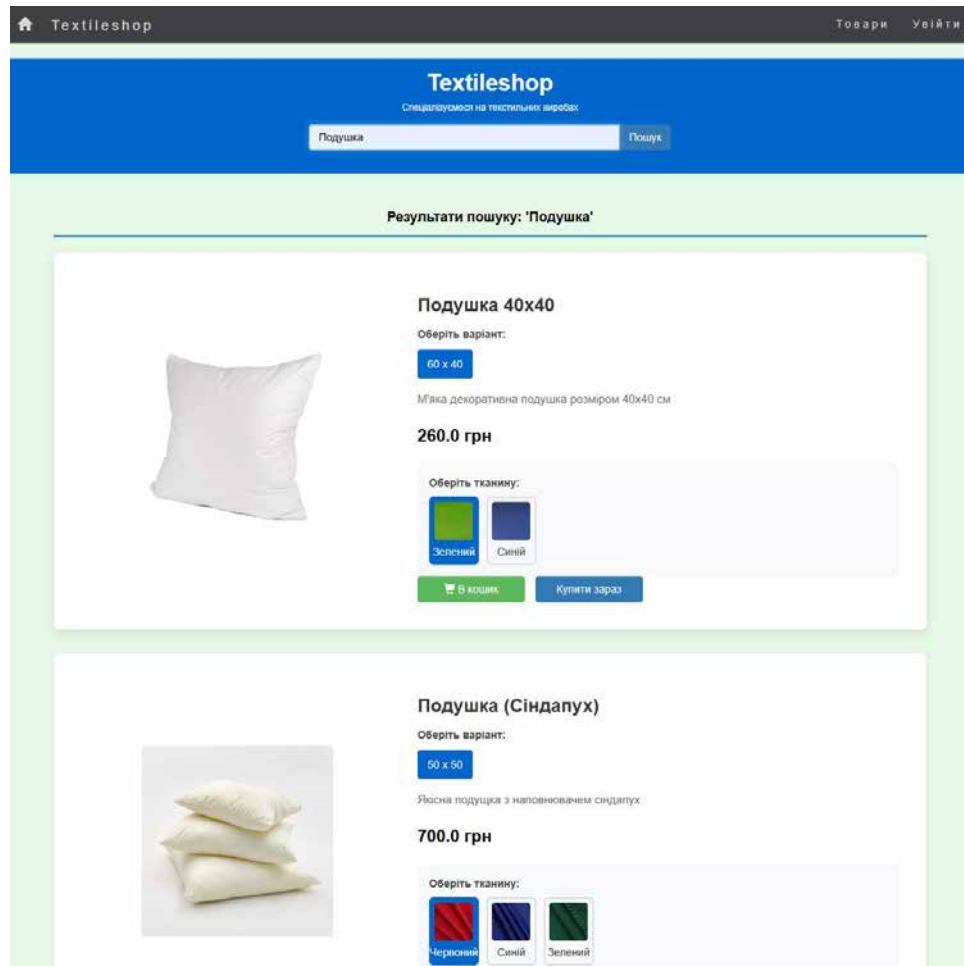 Textileshop
Товари Увійти
Textileshop
Спеціалізуємося на текстильних виробах
Подушка Пошук
Результати пошуку: 'Подушка'
Подушка 40x40
Оберіть варіант:
60 x 40
М'яка декоративна подушка розміром 40x40 см
260.0 грн
Оберіть тканину:
Зелений Синій
В кошик Купити зараз
Подушка (Сіндапух)
Оберіть варіант:
50 x 50
Якісна подущка з наповнювачем сіндапух
700.0 грн
Оберіть тканину:
Червоний Синій Зелений